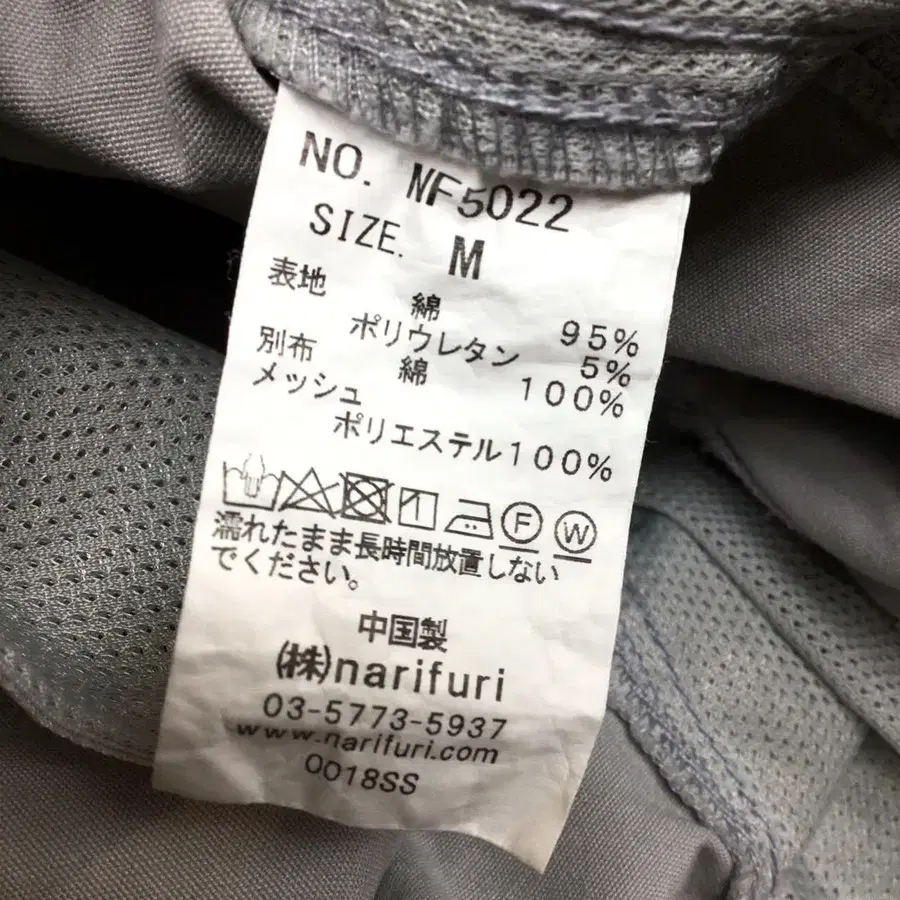 NO. MF5022
SIZE. M
表地
綿 95%
ポリウレタン 5%
別布 綿 100%
メッシュ
ポリエステル100%
1 F W
濡れたまま長時間放置しない
でください。
中国製
(株)narifuri
03-5773-5937
www.narifuri.com
0018SS